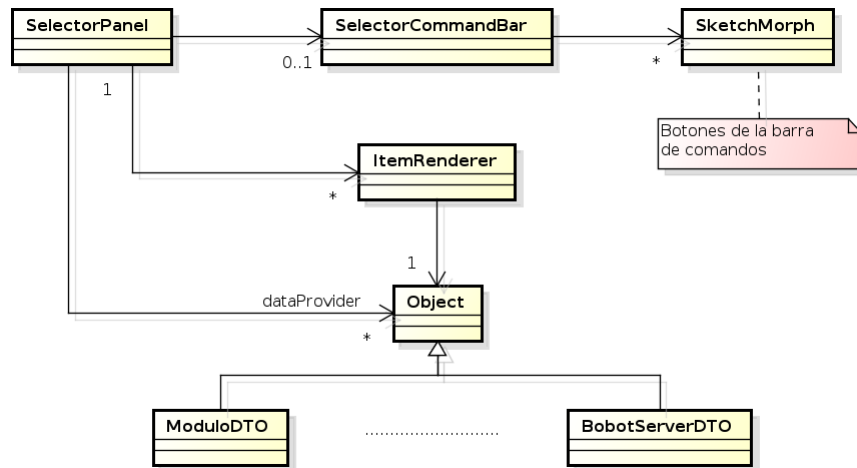 SelectorPanel
SelectorCommandBar
SketchMorph
0..1
*
1
Botones de la barra
de comandos
ItemRenderer
*
1
dataProvider
Object
*
ModuloDTO
BobotServerDTO